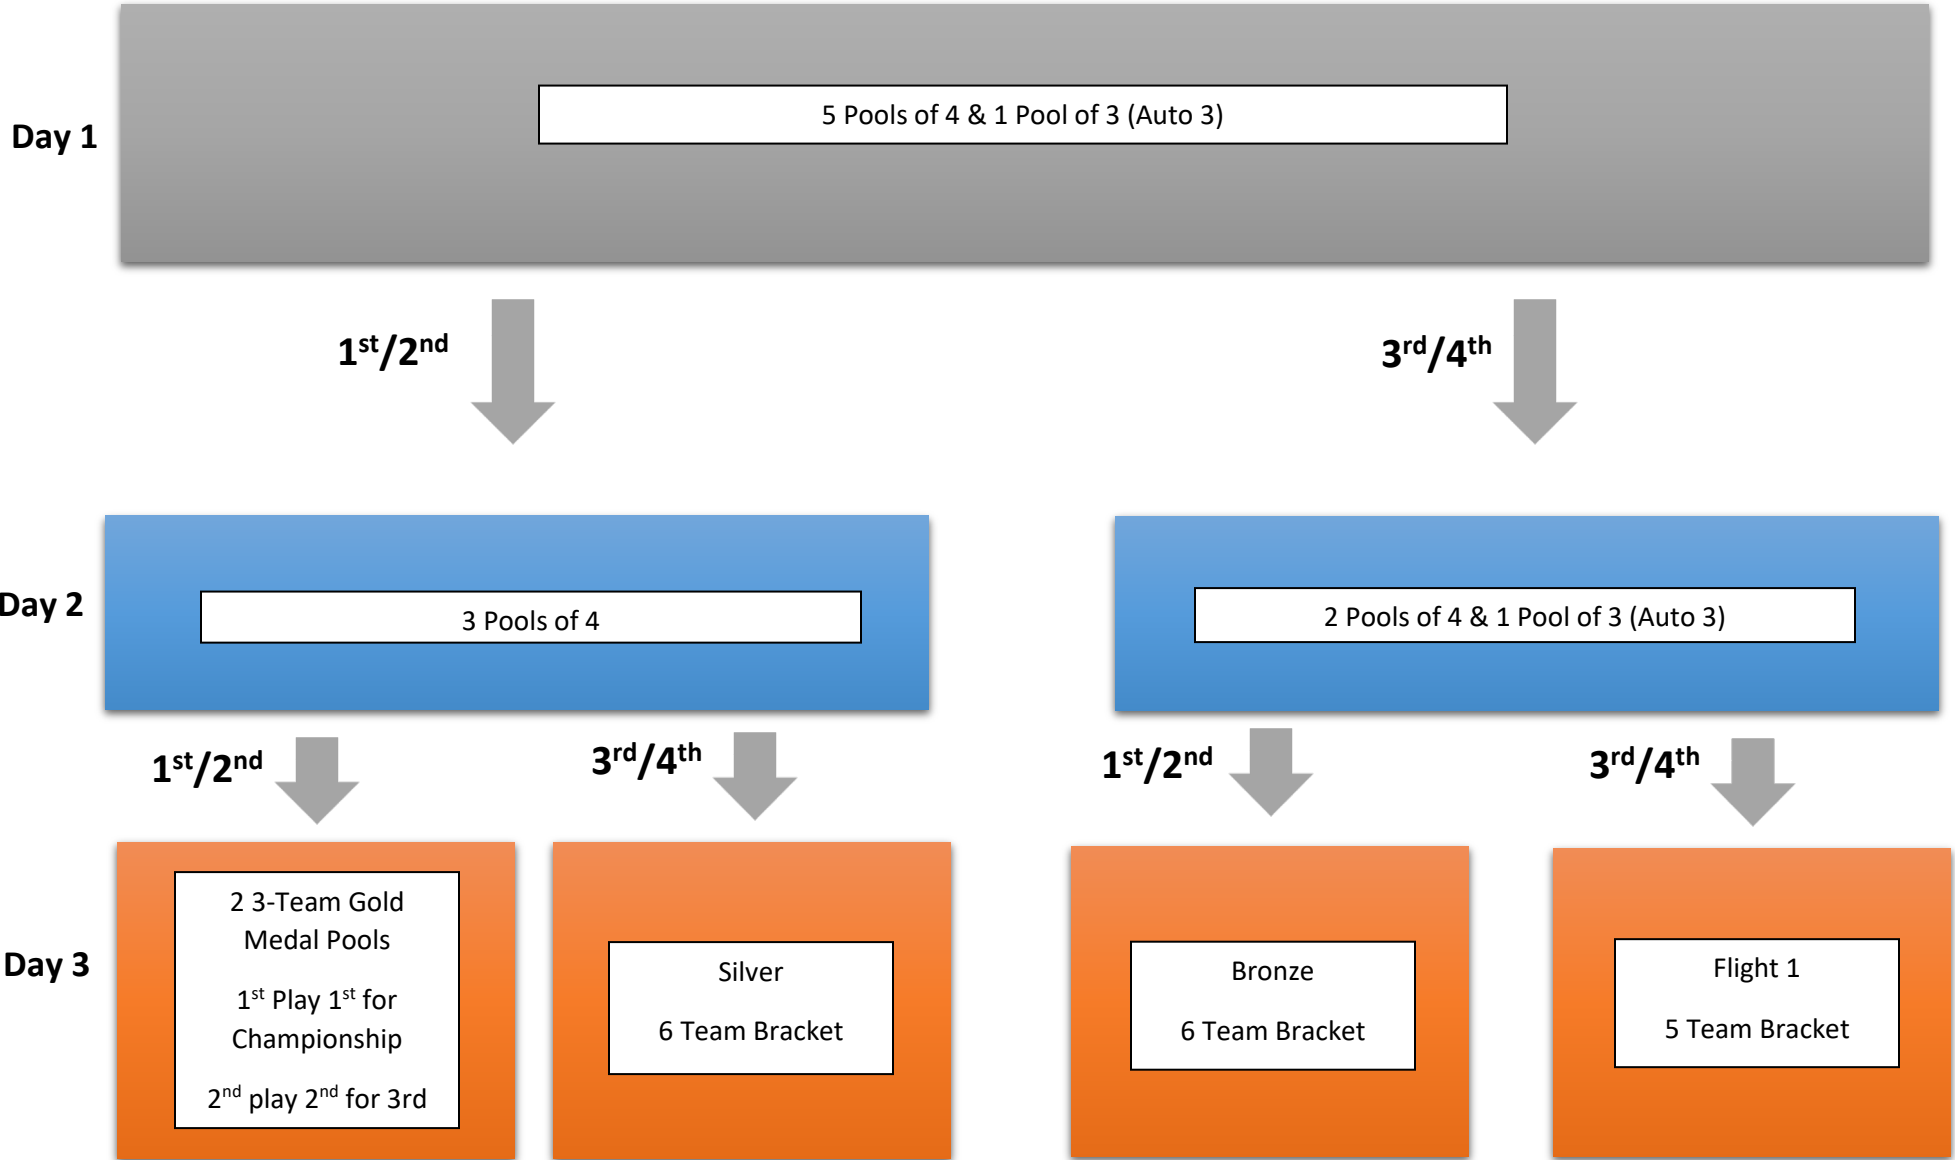 Day 1
5 Pools of 4 & 1 Pool of 3 (Auto 3)
1st/2nd
3rd/4th
Day 2
3 Pools of 4
2 Pools of 4 & 1 Pool of 3 (Auto 3)
1st/2nd
3rd/4th
1st/2nd
3rd/4th
Day 3
2 3-Team Gold
Medal Pools
1st Play 1st for
Championship
2nd play 2nd for 3rd
Silver
6 Team Bracket
Bronze
6 Team Bracket
Flight 1
5 Team Bracket